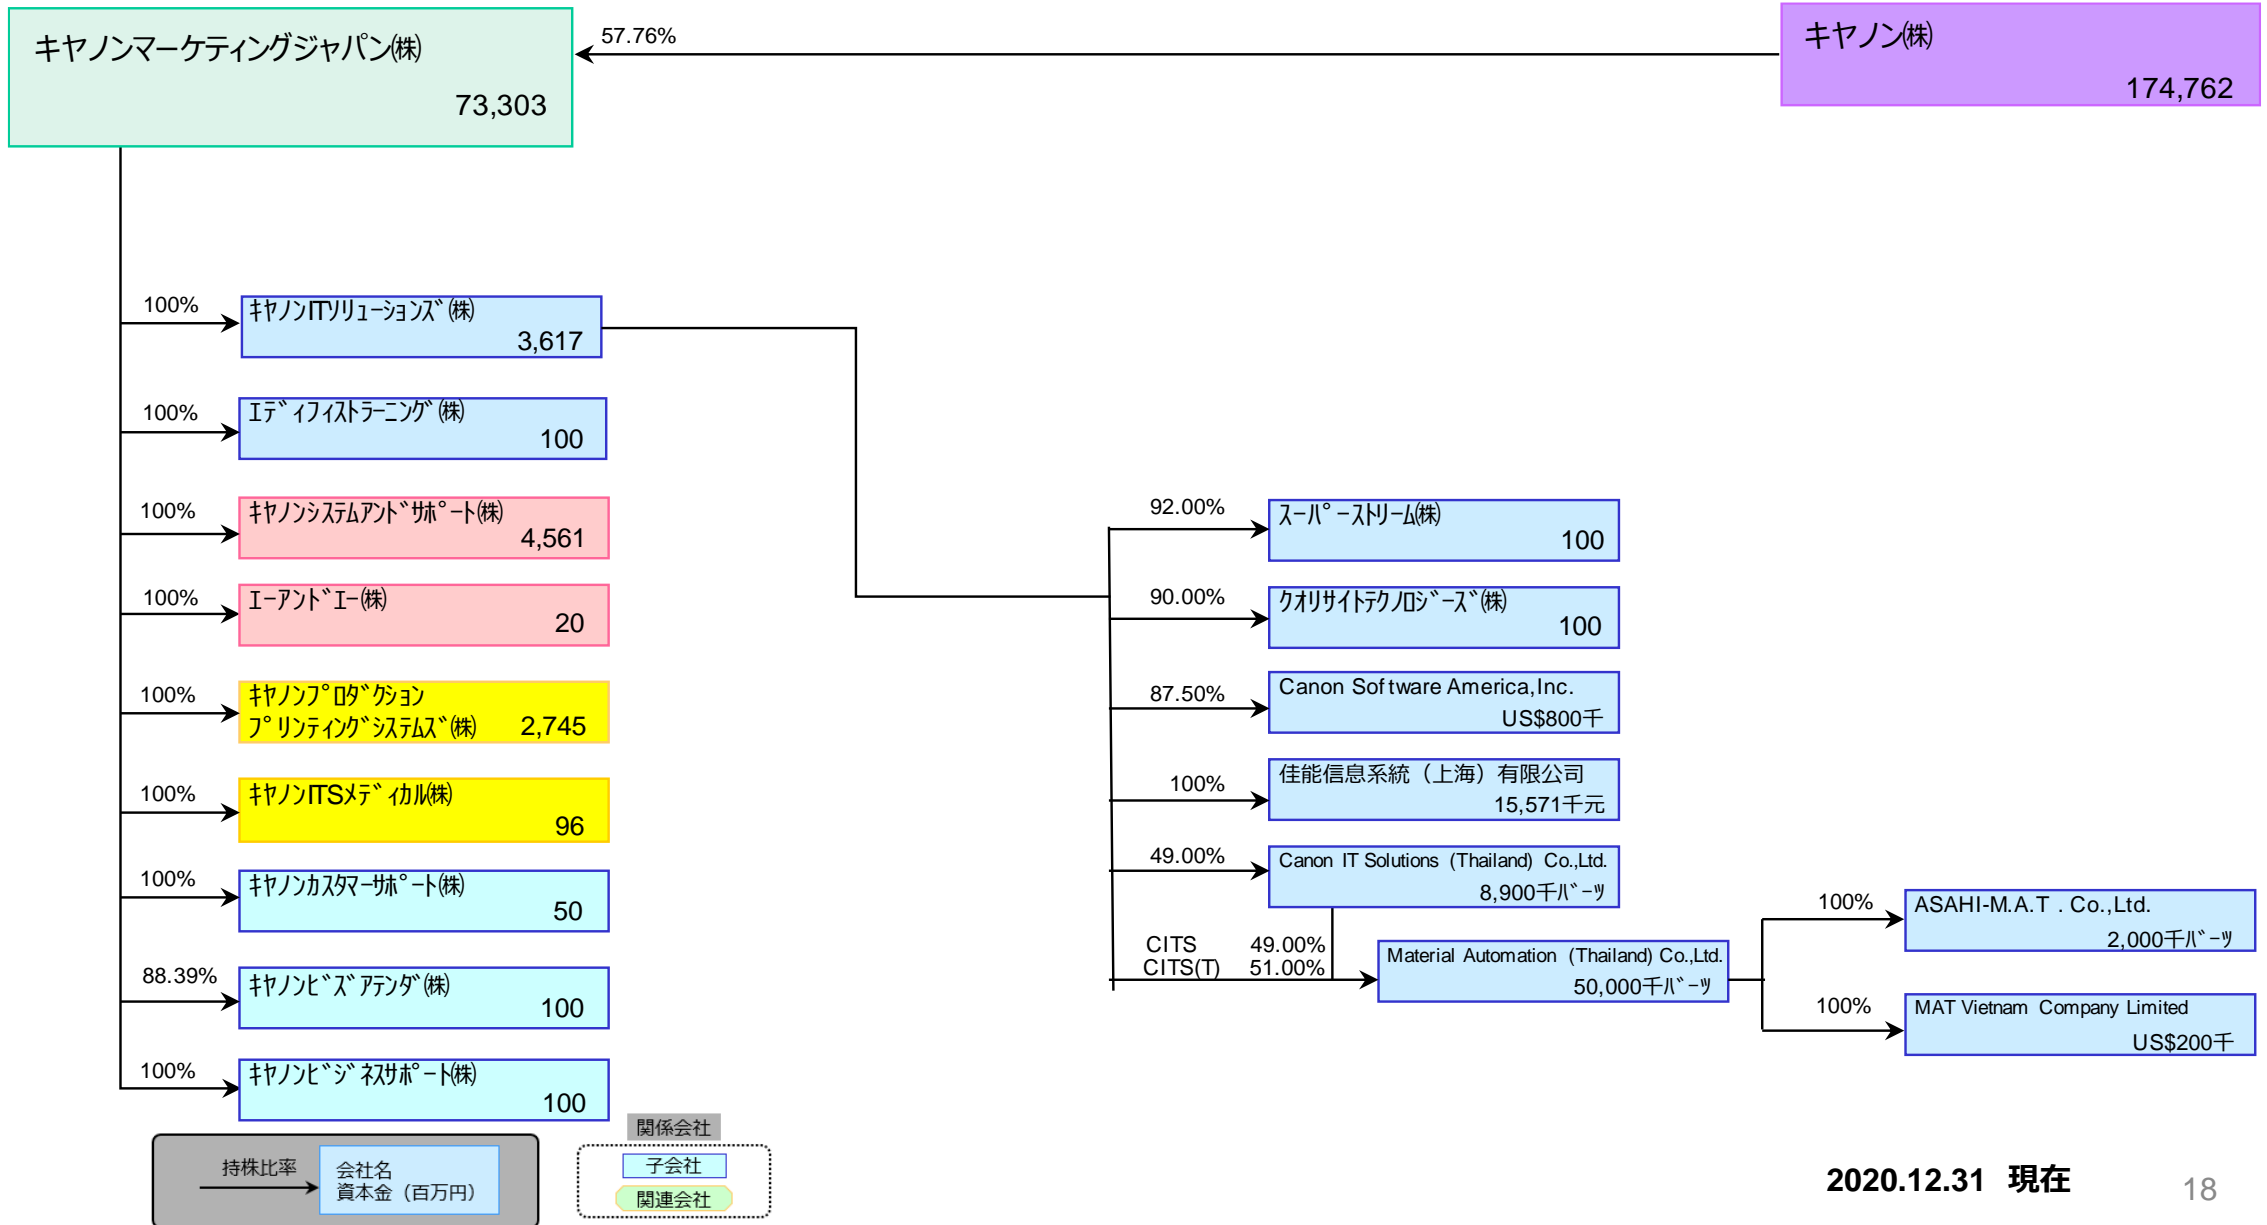 キヤノンマーケティングジャパン㈱
73,303
57.76%
キヤノン㈱
174,762
100%
キヤノンITソリューションズ㈱
3,617
100%
エディフィストラーニング㈱
100
100%
キヤノンシステムアンドサポート㈱
4,561
100%
エーアンドエー㈱
20
100%
キヤノンプロダクション
プリンティングシステムズ㈱ 2,745
100%
キヤノンITSメディカル㈱
96
100%
キヤノンカスタマーサポート㈱
50
88.39%
キヤノンビズアテンダ㈱
100
100%
キヤノンビジネスサポート㈱
100
92.00%
スーパーストリーム㈱
100
90.00%
クオリサイトテクノロジーズ㈱
100
87.50%
Canon Software America,Inc.
US$800千
100%
佳能信息系統（上海）有限公司
15,571千元
49.00%
Canon IT Solutions (Thailand) Co.,Ltd.
8,900千バーツ
CITS 49.00%
CITS(T) 51.00%
Material Automation (Thailand) Co.,Ltd.
50,000千バーツ
100%
ASAHI-M.A.T . Co.,Ltd.
2,000千バーツ
100%
MAT Vietnam Company Limited
US$200千
持株比率
会社名
資本金（百万円）
関係会社
子会社
関連会社
2020.12.31 現在
18